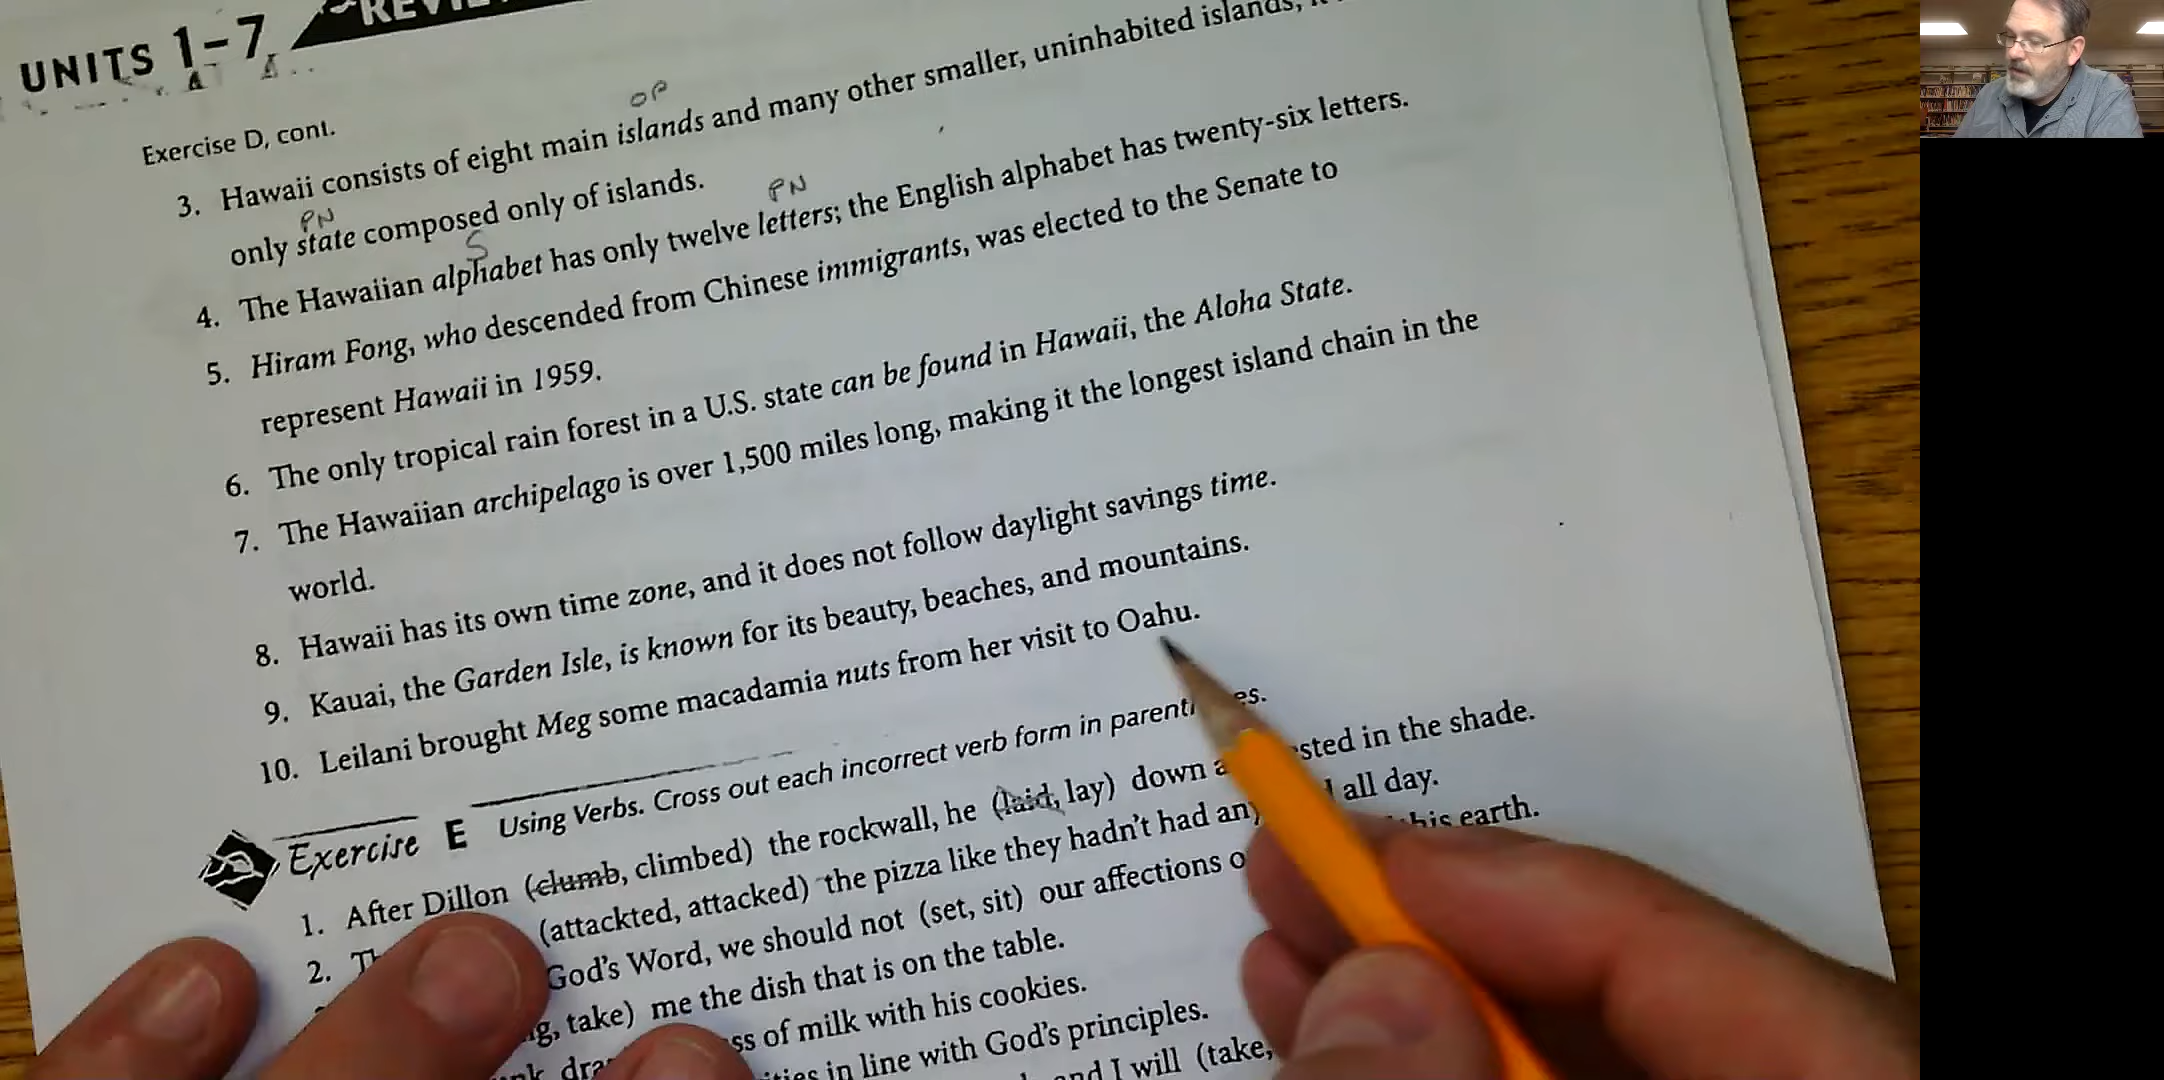 UNITS 1–7
Exercise D, cont.
OP
3. Hawaii consists of eight main islands and many other smaller, uninhabited islands,
PN
only state composed only of islands.
S PN
4. The Hawaiian alphabet has only twelve letters; the English alphabet has twenty-six letters.
5. Hiram Fong, who descended from Chinese immigrants, was elected to the Senate to
represent Hawaii in 1959.
6. The only tropical rain forest in a U.S. state can be found in Hawaii, the Aloha State.
7. The Hawaiian archipelago is over 1,500 miles long, making it the longest island chain in the
world.
8. Hawaii has its own time zone, and it does not follow daylight savings time.
9. Kauai, the Garden Isle, is known for its beauty, beaches, and mountains.
10. Leilani brought Meg some macadamia nuts from her visit to Oahu.
Exercise E Using Verbs. Cross out each incorrect verb form in
1. After Dillon (clumb, climbed) the rockwall, he (laid, lay) down in the shade.
2. (attackted, attacked) the pizza like they hadn't had all day.
God's Word, we should not (set, sit) our affections earth.
take) me the dish that is on the table.
of milk with his cookies.
in line with God's principles.
and I will (take,